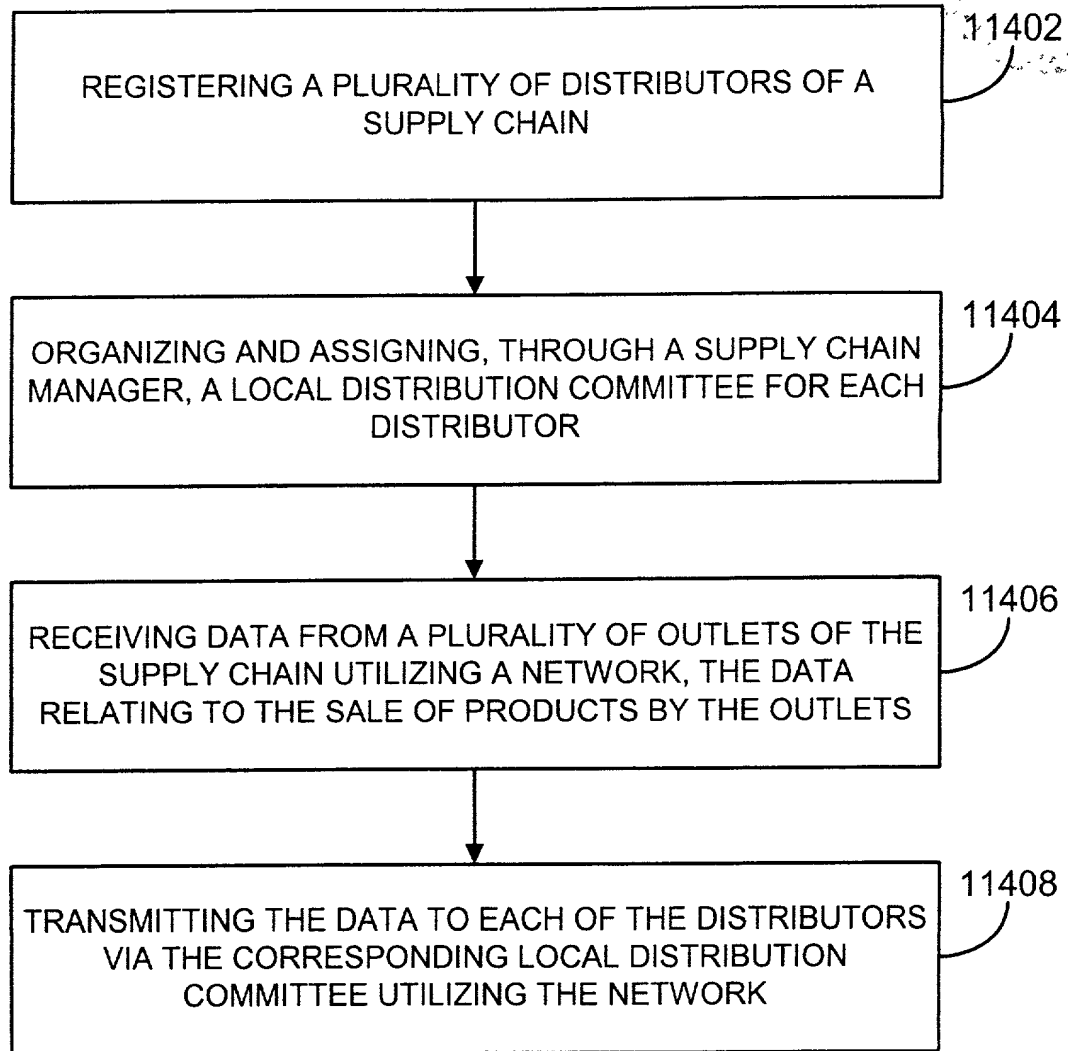 11402
REGISTERING A PLURALITY OF DISTRIBUTORS OF A
SUPPLY CHAIN
11404
ORGANIZING AND ASSIGNING, THROUGH A SUPPLY CHAIN
MANAGER, A LOCAL DISTRIBUTION COMMITTEE FOR EACH
DISTRIBUTOR
11406
RECEIVING DATA FROM A PLURALITY OF OUTLETS OF THE
SUPPLY CHAIN UTILIZING A NETWORK, THE DATA
RELATING TO THE SALE OF PRODUCTS BY THE OUTLETS
11408
TRANSMITTING THE DATA TO EACH OF THE DISTRIBUTORS
VIA THE CORRESPONDING LOCAL DISTRIBUTION
COMMITTEE UTILIZING THE NETWORK